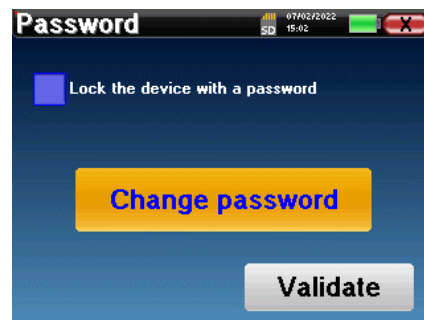 Password
SD
07/02/2022
15:02
X
Lock the device with a password
Change password
Validate